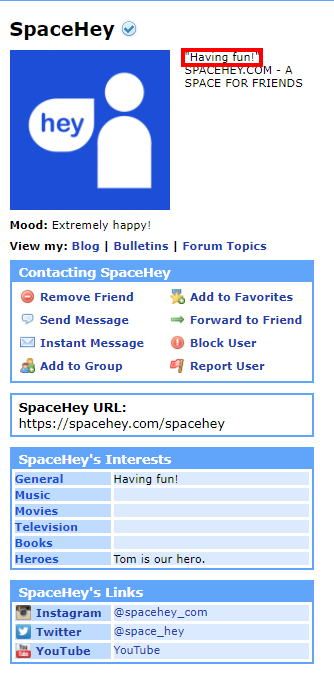 SpaceHey
hey
"Having fun!"
SPACEHEY.COM - A
SPACE FOR FRIENDS
Mood: Extremely happy!
View my: Blog | Bulletins | Forum Topics
Contacting SpaceHey
Remove Friend Add to Favorites
Send Message Forward to Friend
Instant Message Block User
Add to Group Report User
SpaceHey URL:
https://spacehey.com/spacehey
SpaceHey's Interests
General Having fun!
Music
Movies
Television
Books
Heroes Tom is our hero.
SpaceHey's Links
Instagram @spacehey_com
Twitter @space_hey
YouTube YouTube